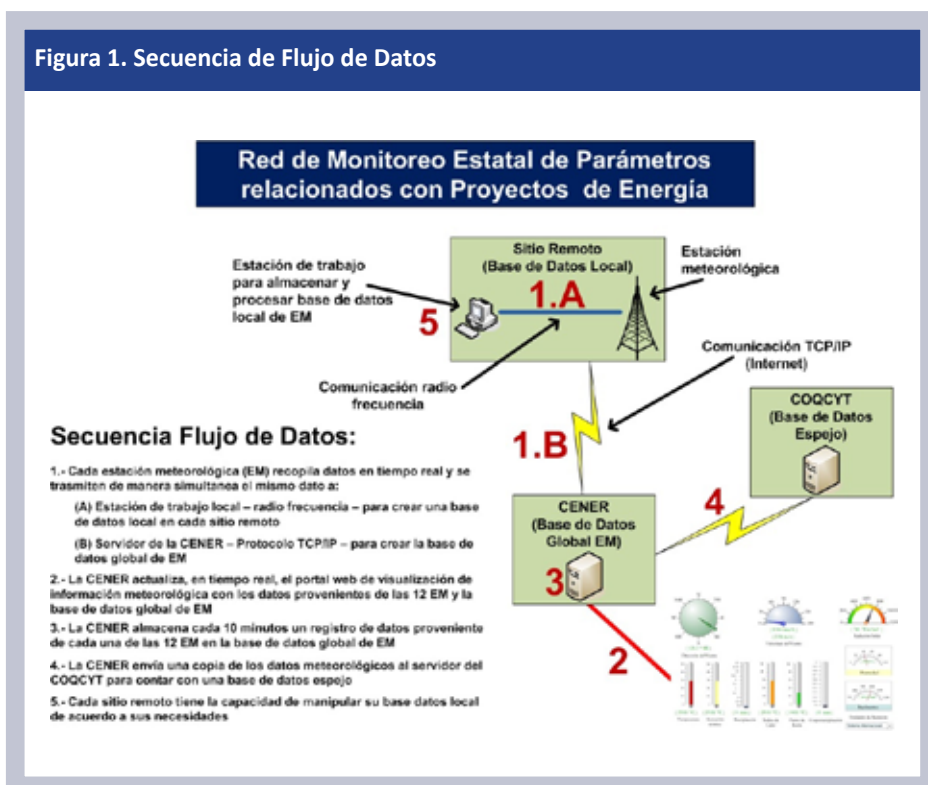 Figura 1. Secuencia de Flujo de Datos
Red de Monitoreo Estatal de Parámetros
relacionados con Proyectos de Energía
Sitio Remoto
(Base de Datos Local)
1.A
5
Estación de trabajo
para almacenar y
procesar base de datos
local de EM
Estación
meteorológica
Comunicación radio
frecuencia
Comunicación TCP/IP
(Internet)
1.B
COQCYT
(Base de Datos
Espejo)
4
CENER
(Base de Datos
Global EM)
3
2
Secuencia Flujo de Datos:
1.- Cada estación meteorológica (EM) recopila datos en tiempo real y se
trasmiten de manera simultanea el mismo dato a:
(A) Estación de trabajo local – radio frecuencia – para crear una base
de datos local en cada sitio remoto
(B) Servidor de la CENER – Protocolo TCP/IP – para crear la base de
datos global de EM
2.- La CENER actualiza, en tiempo real, el portal web de visualización de
información meteorológica con los datos provenientes de las 12 EM y la
base de datos global de EM
3.- La CENER almacena cada 10 minutos un registro de datos proveniente
de cada una de las 12 EM en la base de datos global de EM
4.- La CENER envía una copia de los datos meteorológicos al servidor del
COQCYT para contar con una base de datos espejo
5.- Cada sitio remoto tiene la capacidad de manipular su base datos local
de acuerdo a sus necesidades